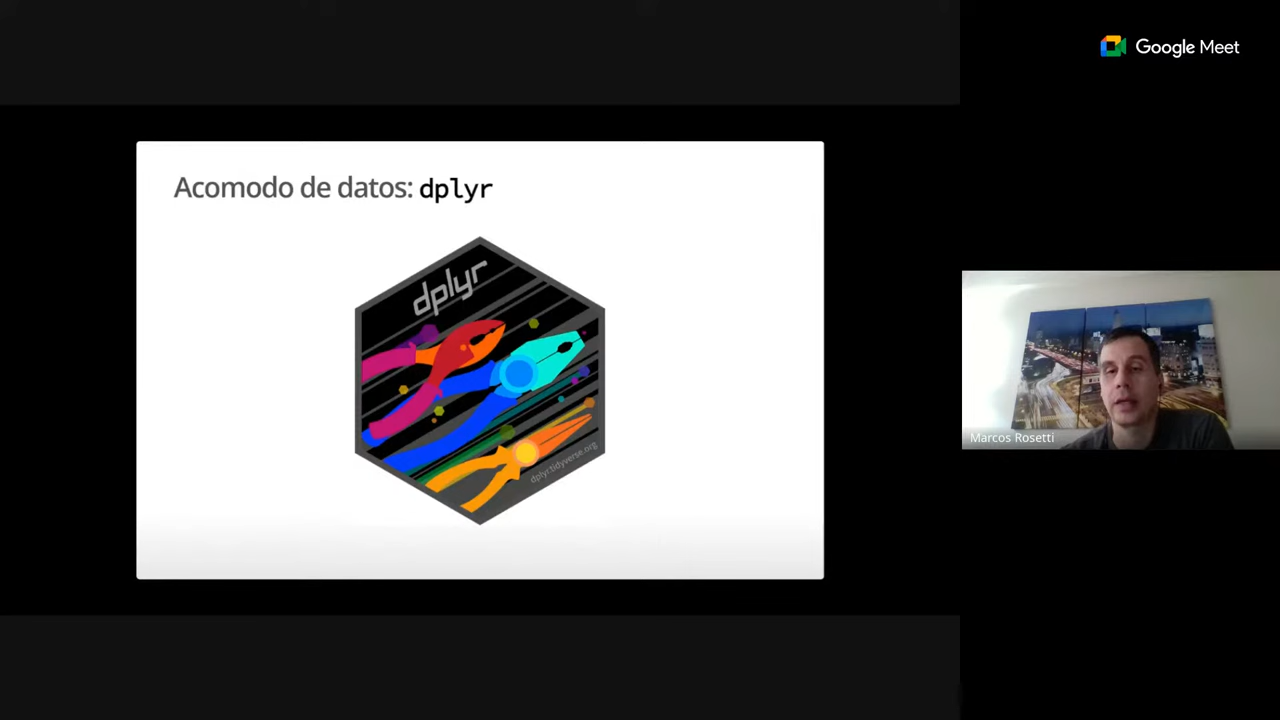 Google Meet
Acomodo de datos: dplyr
dplyr
dplyr.tidyverse.org
Marcos Rosetti